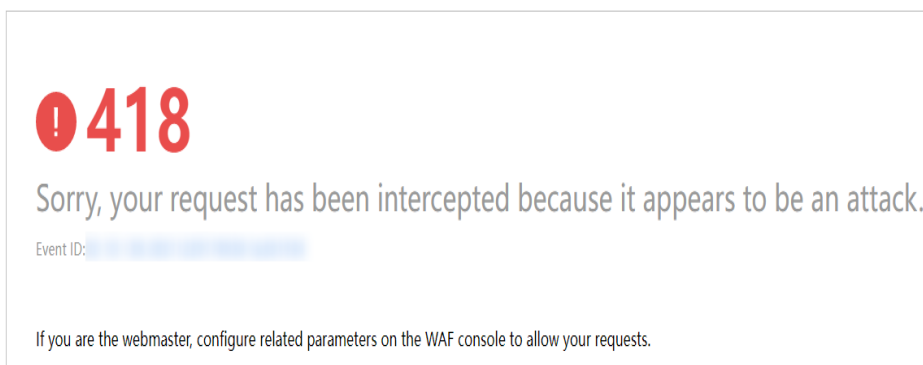 418
Sorry, your request has been intercepted because it appears to be an attack.
Event ID:
If you are the webmaster, configure related parameters on the WAF console to allow your requests.